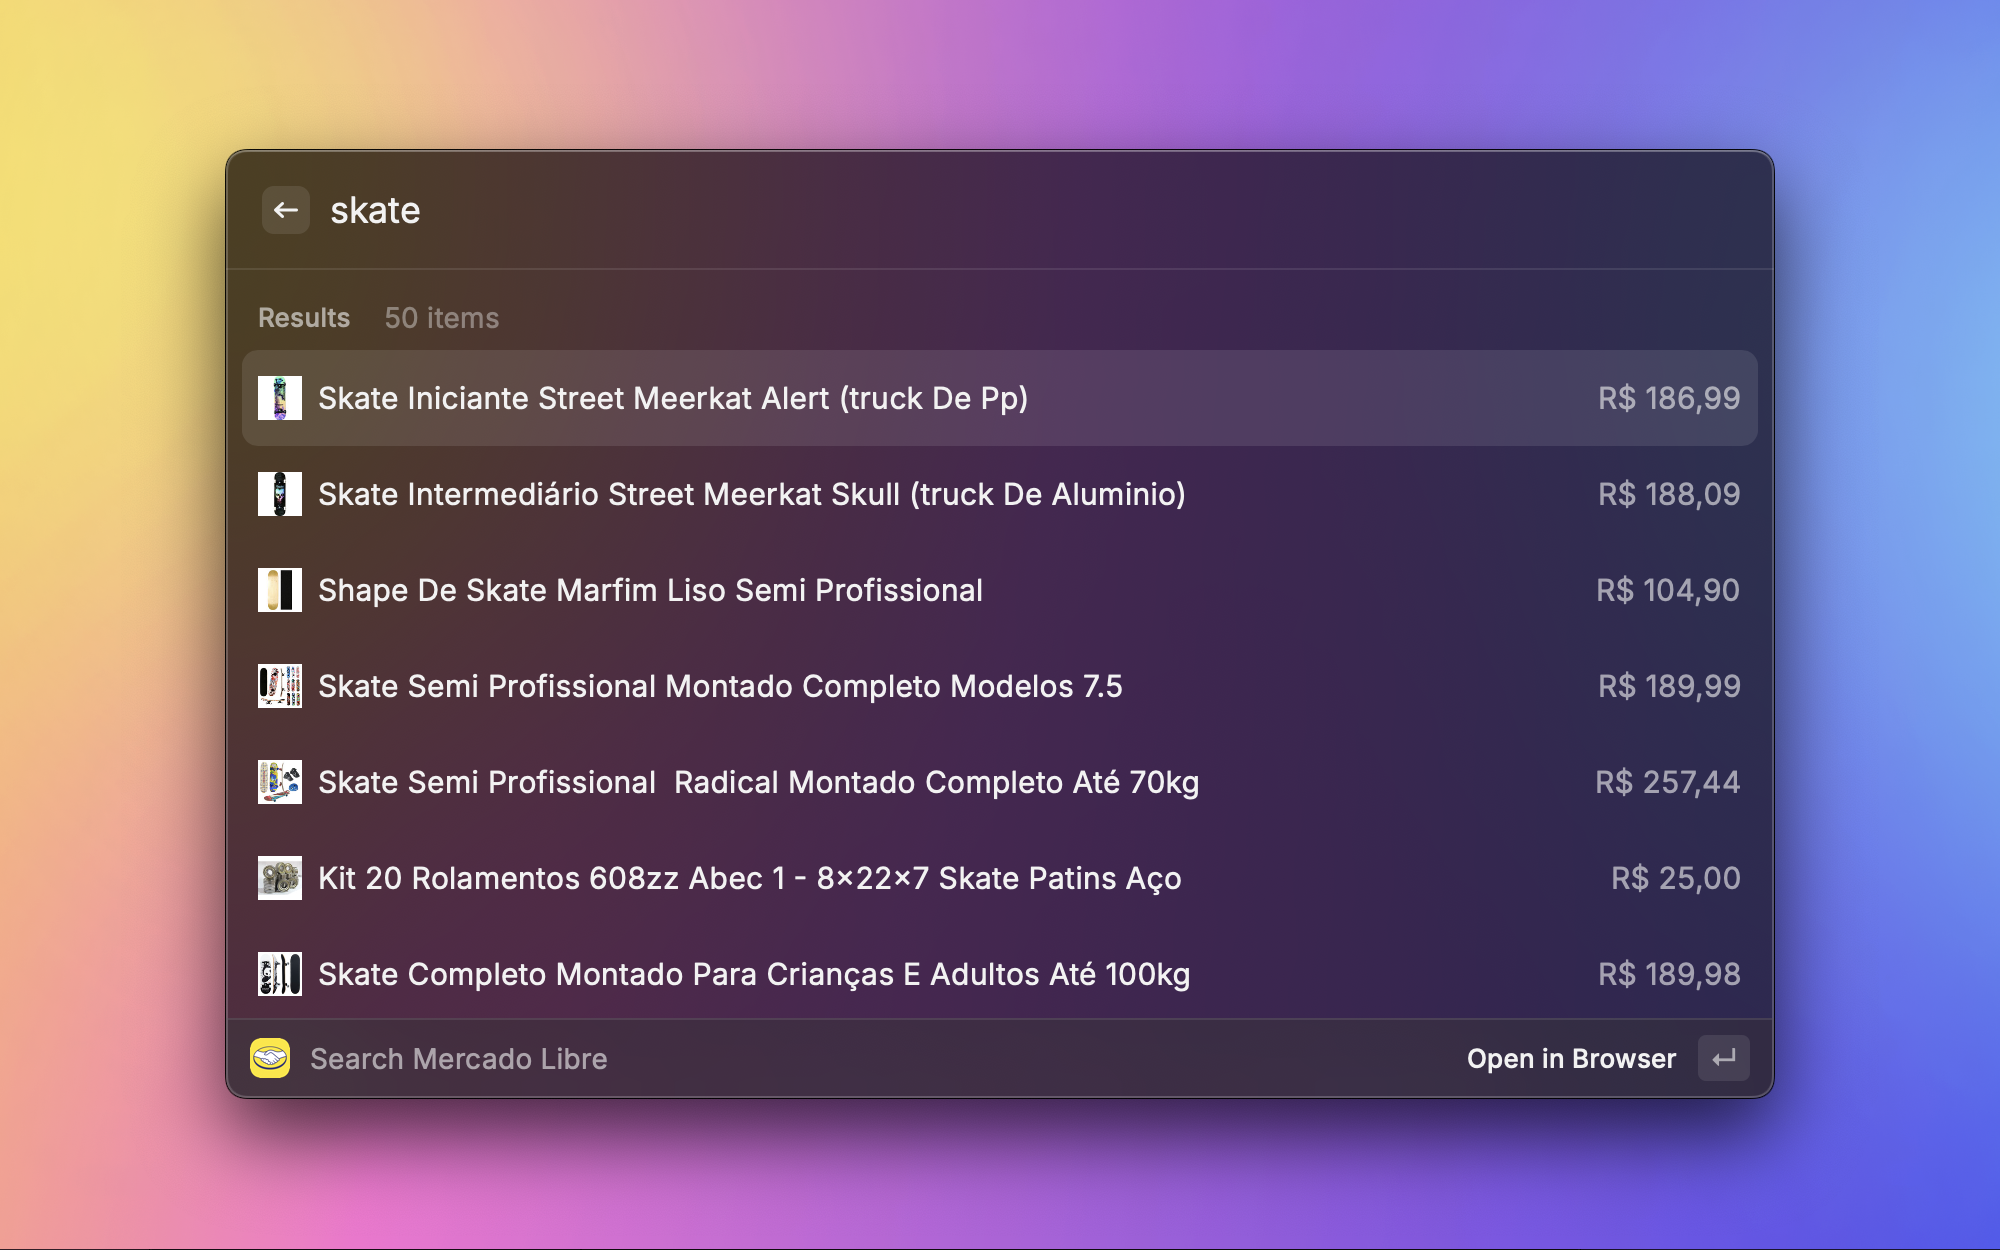 skate
Results 50 items
Skate Iniciante Street Meerkat Alert (truck De Pp) R$ 186,99
Skate Intermediário Street Meerkat Skull (truck De Aluminio) R$ 188,09
Shape De Skate Marfim Liso Semi Profissional R$ 104,90
Skate Semi Profissional Montado Completo Modelos 7.5 R$ 189,99
Skate Semi Profissional  Radical Montado Completo Até 70kg R$ 257,44
Kit 20 Rolamentos 608zz Abec 1 - 8×22×7 Skate Patins Aço R$ 25,00
Skate Completo Montado Para Crianças E Adultos Até 100kg R$ 189,98
Search Mercado Libre Open in Browser